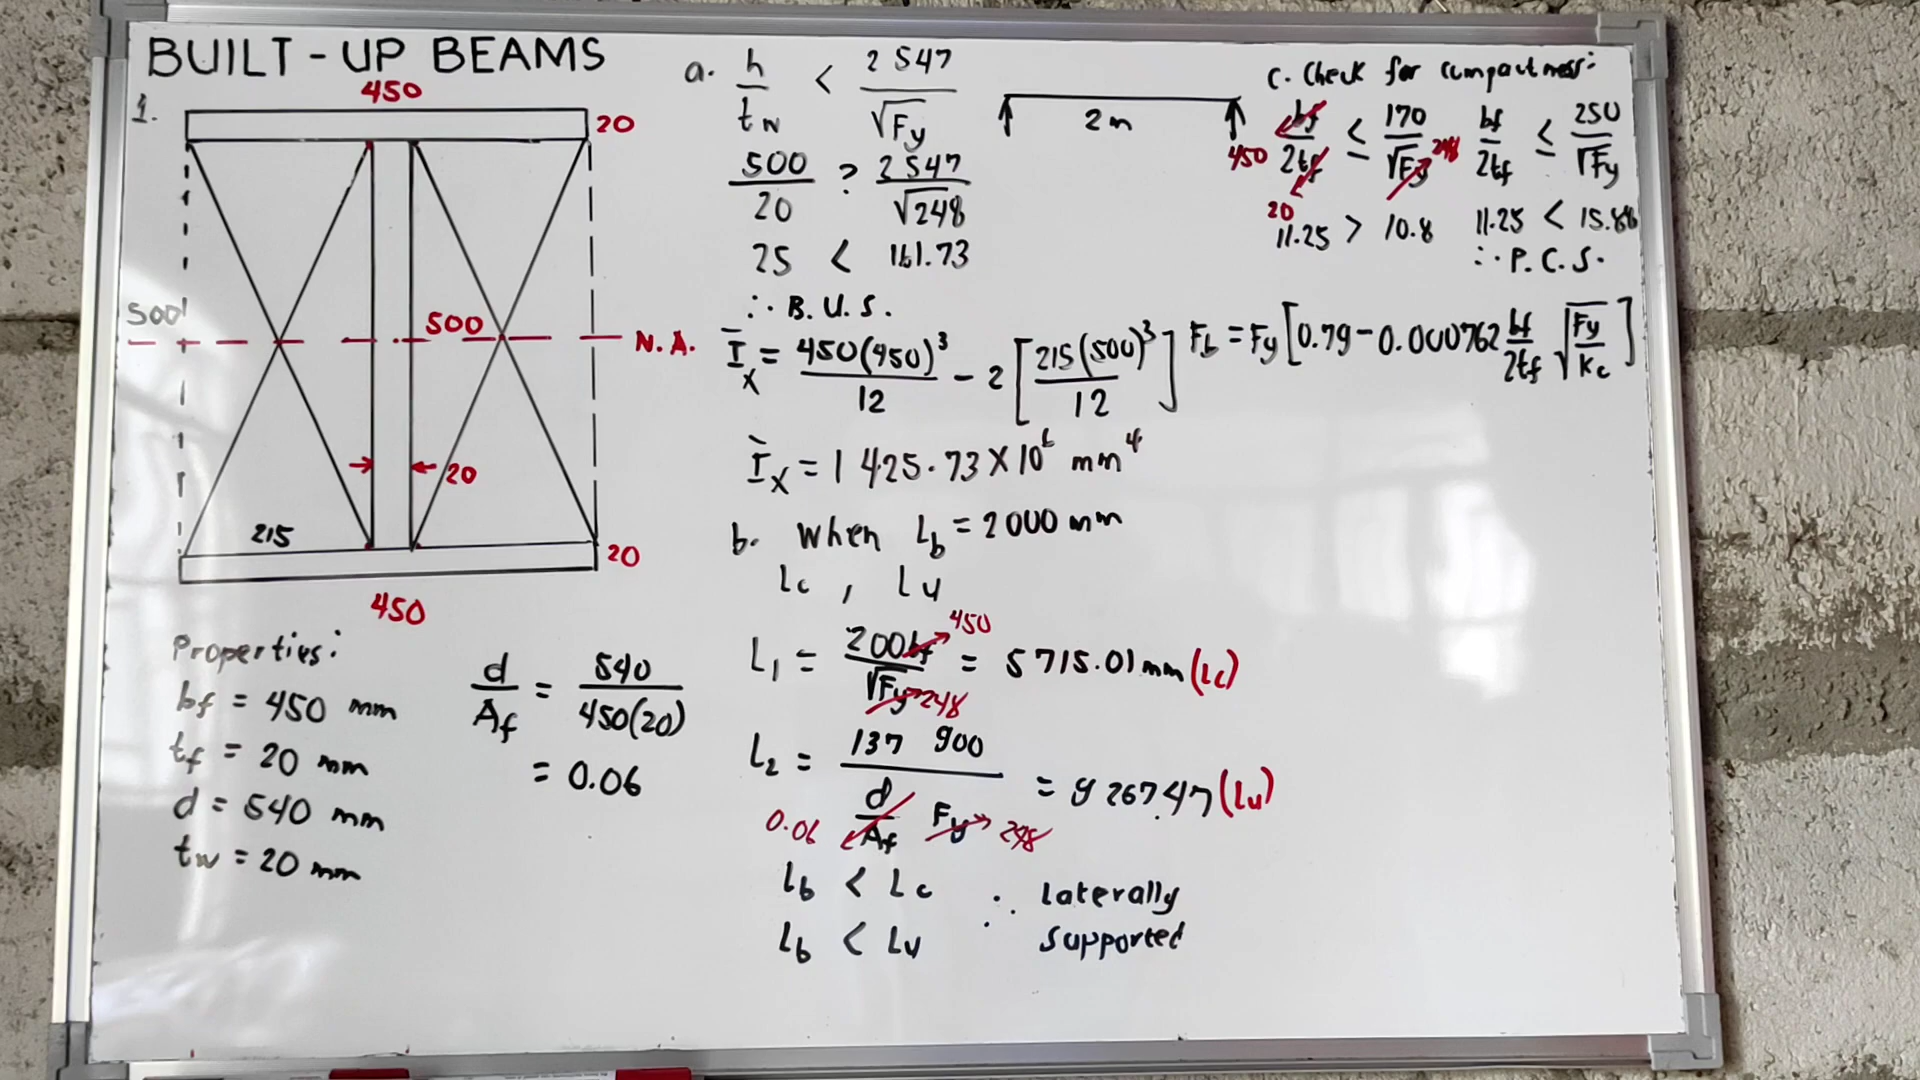 BUILT-UP BEAMS
1.
450
20
500
500
N.A.
20
215
20
450
Properties:
bf = 450 mm
tf = 20 mm
d = 540 mm
tw = 20 mm
d/Af = 540/450(20)
= 0.06
a. h/tw < 2 547/√Fy
500/20 ? 2 547/√248
25 < 161.73
∴ B.U.S.
I̅x = 450(450)³/12 - 2[215(500)³/12]
I̅x = 1 425.73 X 10⁶ mm⁴
b. When Lb = 2000 mm
Lc, Lu
L1 = 200bf/√Fy = 5715.01 mm (Lc)
450
248
L2 = 137 900/(d/Af Fy) = 9267.47 (Lu)
0.06
248
Lb < Lc ∴ laterally
Lb < Lu supported
2m
c. Check for compactness:
bf/2tf ≤ 170/√Fy bf/2tf ≤ 250/√Fy
450
248
20
11.25 > 10.8 11.25 < 15.88
∴ P.C.S.
Fb = Fy[0.79 - 0.000762 bf/2tf √(Fy/kc)]